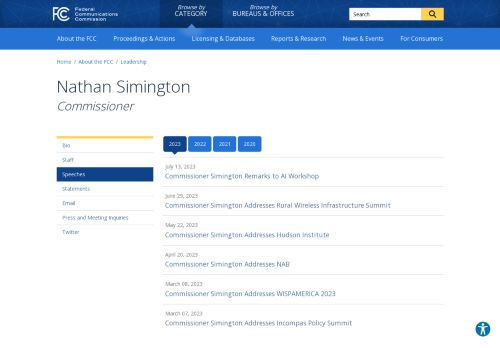 FCC Federal Communications Commission
Browse by CATEGORY
Browse by BUREAUS & OFFICES
Search
About the FCC
Proceedings & Actions
Licensing & Databases
Reports & Research
News & Events
For Consumers
Home / About the FCC / Leadership
Nathan Simington
Commissioner
Bio
Staff
Speeches
Statements
Email
Press and Meeting Inquiries
Twitter
2023 2022 2021 2020
July 13, 2023
Commissioner Simington Remarks to AI Workshop
June 29, 2023
Commissioner Simington Addresses Rural Wireless Infrastructure Summit
May 22, 2023
Commissioner Simington Addresses Hudson Institute
April 20, 2023
Commissioner Simington Addresses NAB
March 08, 2023
Commissioner Simington Addresses WISPAMERICA 2023
March 07, 2023
Commissioner Simington Addresses Incompas Policy Summit